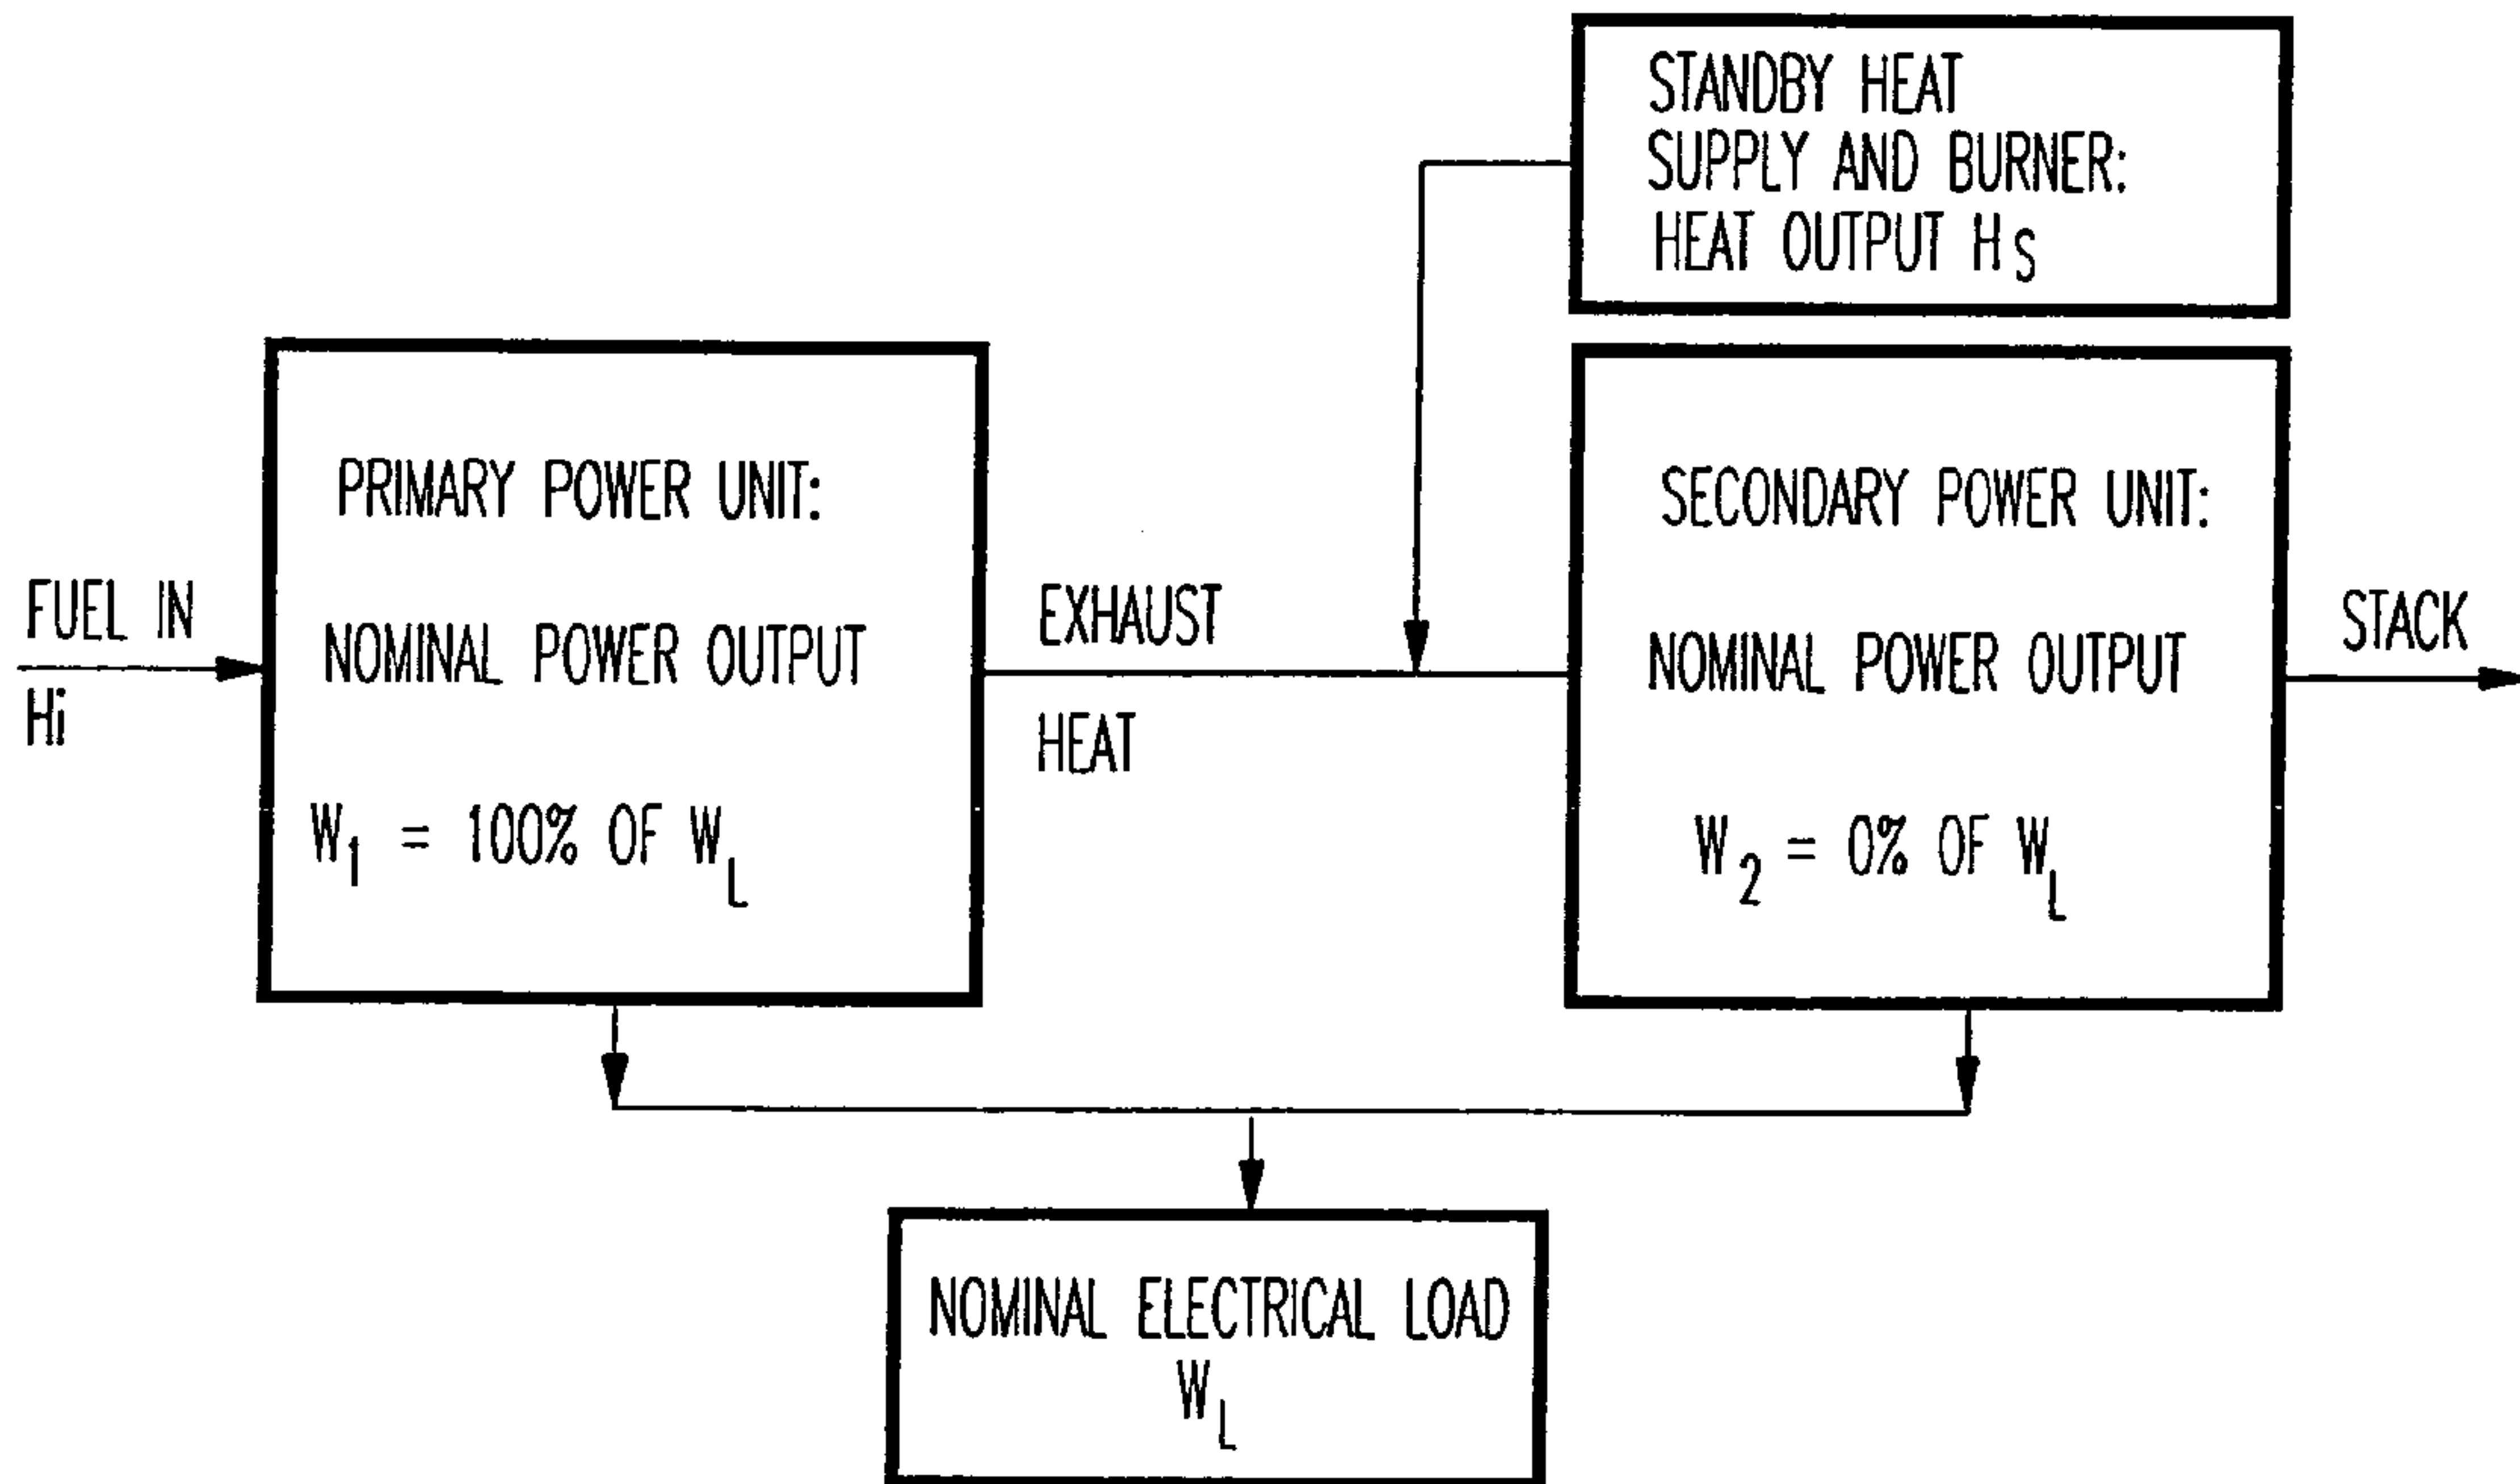 STANDBY HEAT
SUPPLY AND BURNER:
HEAT OUTPUT HS
FUEL IN
Hi
PRIMARY POWER UNIT:
NOMINAL POWER OUTPUT
W1 = 100% OF WL
EXHAUST
HEAT
SECONDARY POWER UNIT:
NOMINAL POWER OUTPUT
W2 = 0% OF WL
STACK
NOMINAL ELECTRICAL LOAD
WL